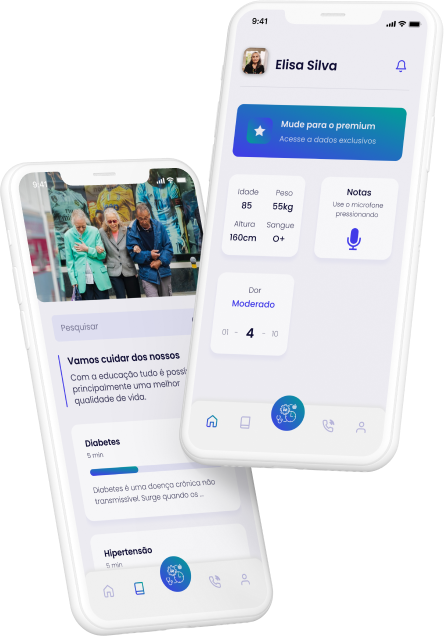 9:41
Elisa Silva
Mude para o premium
Acesse a dados exclusivos
Idade
Peso
85
55kg
Altura
Sangue
160cm
O+
Notas
Use o microfone
pressionando
Dor
Moderado
01 - 4 - 10
9:41
Pesquisar
Vamos cuidar dos nossos
Com a educação tudo é
principalmente uma melhor
qualidade de vida.
Diabetes
5 min
Diabetes é uma doença crônica não
transmissível. Surge quando os ...
Hipertensão
5 min